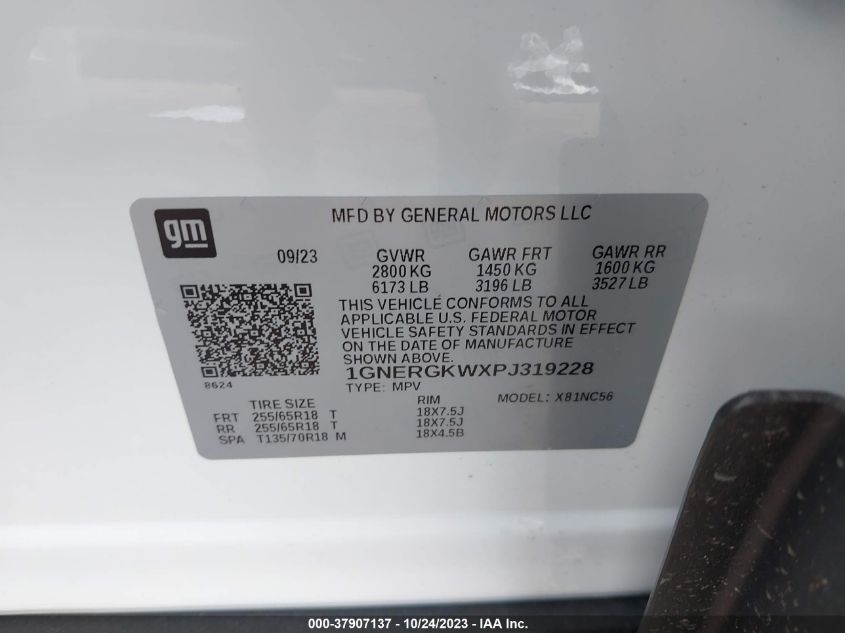 gm
MFD BY GENERAL MOTORS LLC
09/23 GVWR GAWR FRT GAWR RR
2800 KG 1450 KG 1600 KG
6173 LB 3196 LB 3527 LB
THIS VEHICLE CONFORMS TO ALL
APPLICABLE U.S. FEDERAL MOTOR
VEHICLE SAFETY STANDARDS IN EFFECT
ON THE DATE OF MANUFACTURE
SHOWN ABOVE.
1GNERGKWXPJ319228
8624
TYPE: MPV MODEL: X81NC56
TIRE SIZE RIM
FRT 255/65R18 T 18X7.5J
RR 255/65R18 T 18X7.5J
SPA T135/70R18 M 18X4.5B
000-37907137 - 10/24/2023 - IAA Inc.